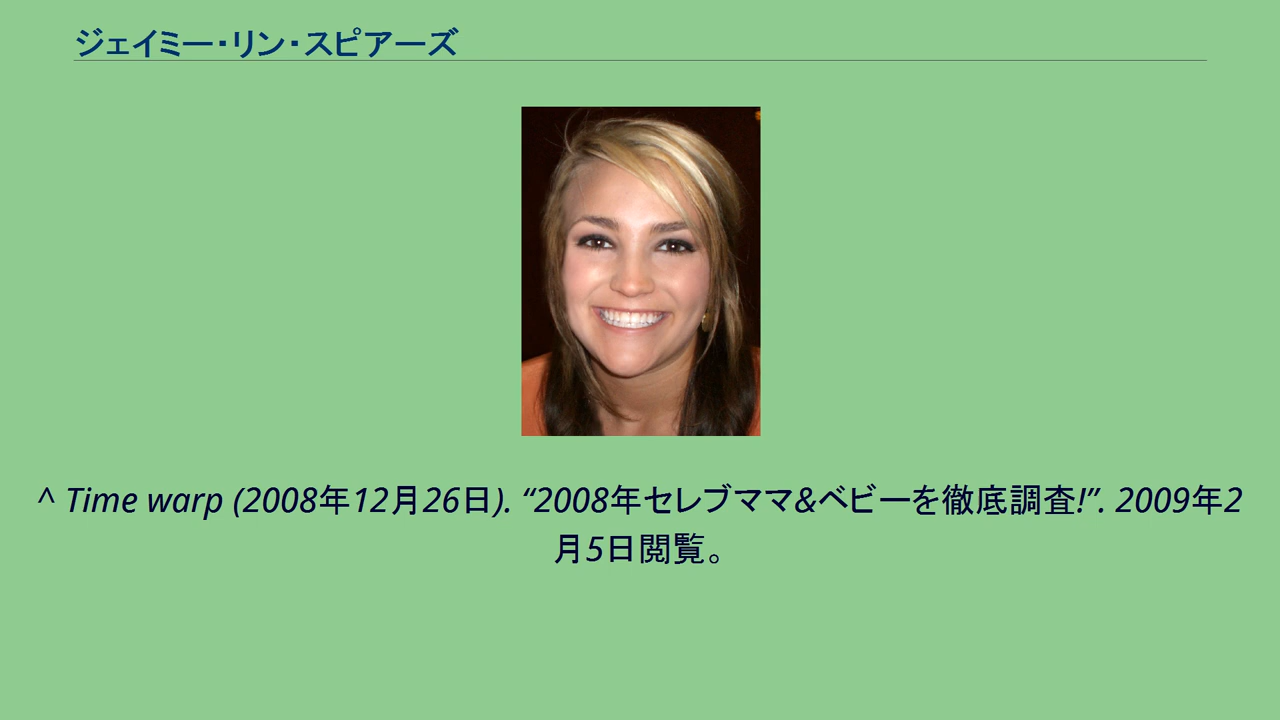 ジェイミー・リン・スピアーズ
^ Time warp (2008年12月26日). “2008年セレブママ&ベビーを徹底調査!”. 2009年2
月5日閲覧。